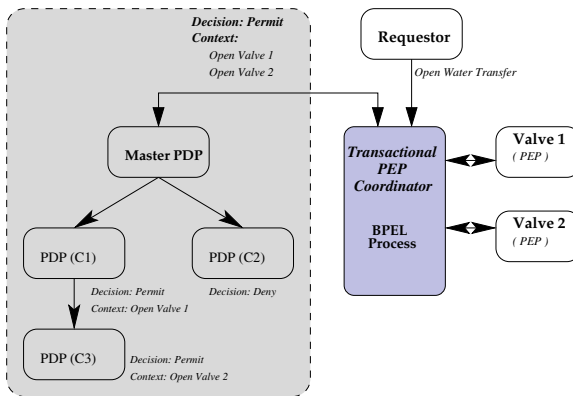 Decision: Permit
Context:
Open Valve 1
Open Valve 2
Requestor
Open Water Transfer
Master PDP
Transactional
PEP
Coordinator
BPEL
Process
Valve 1
( PEP )
Valve 2
( PEP )
PDP (C1)
PDP (C2)
Decision: Permit
Context: Open Valve 1
Decision: Deny
PDP (C3)
Decision: Permit
Context: Open Valve 2